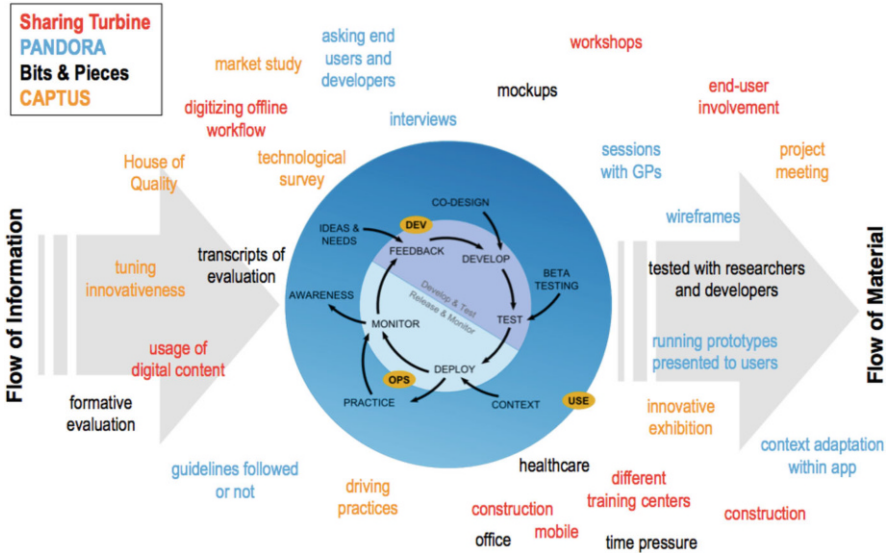 Sharing Turbine
PANDORA
Bits & Pieces
CAPTUS
market study
asking end
users and
developers
workshops
mockups
digitizing offline
workflow
interviews
end-user
involvement
House of
Quality
technological
survey
sessions
with GPs
project
meeting
wireframes
Flow of Information
tuning
innovativeness
transcripts of
evaluation
usage of
digital content
formative
evaluation
CO-DESIGN
DEV
IDEAS &
NEEDS
FEEDBACK
DEVELOP
BETA
TESTING
AWARENESS
Develop & Test
Release & Monitor
MONITOR
TEST
DEPLOY
OPS
PRACTICE
CONTEXT
USE
tested with researchers
and developers
running prototypes
presented to users
innovative
exhibition
Flow of Material
context adaptation
within app
guidelines followed
or not
driving
practices
healthcare
different
training centers
construction
mobile
office
time pressure
construction